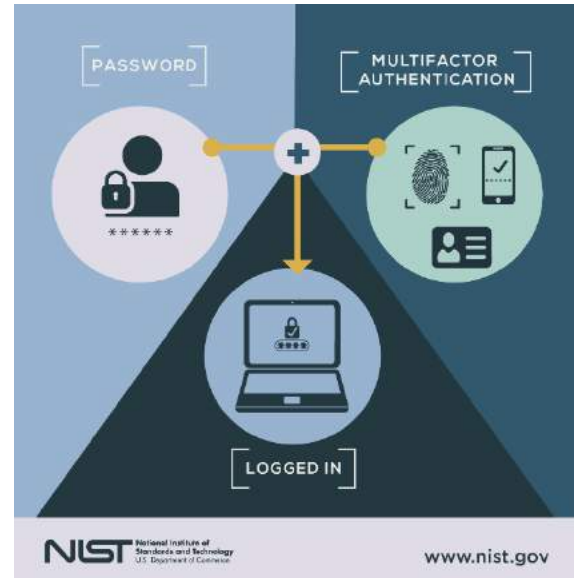 PASSWORD
MULTIFACTOR
AUTHENTICATION
******
****
LOGGED IN
NIST
National Institute of
Standards and Technology
U.S. Department of Commerce
www.nist.gov